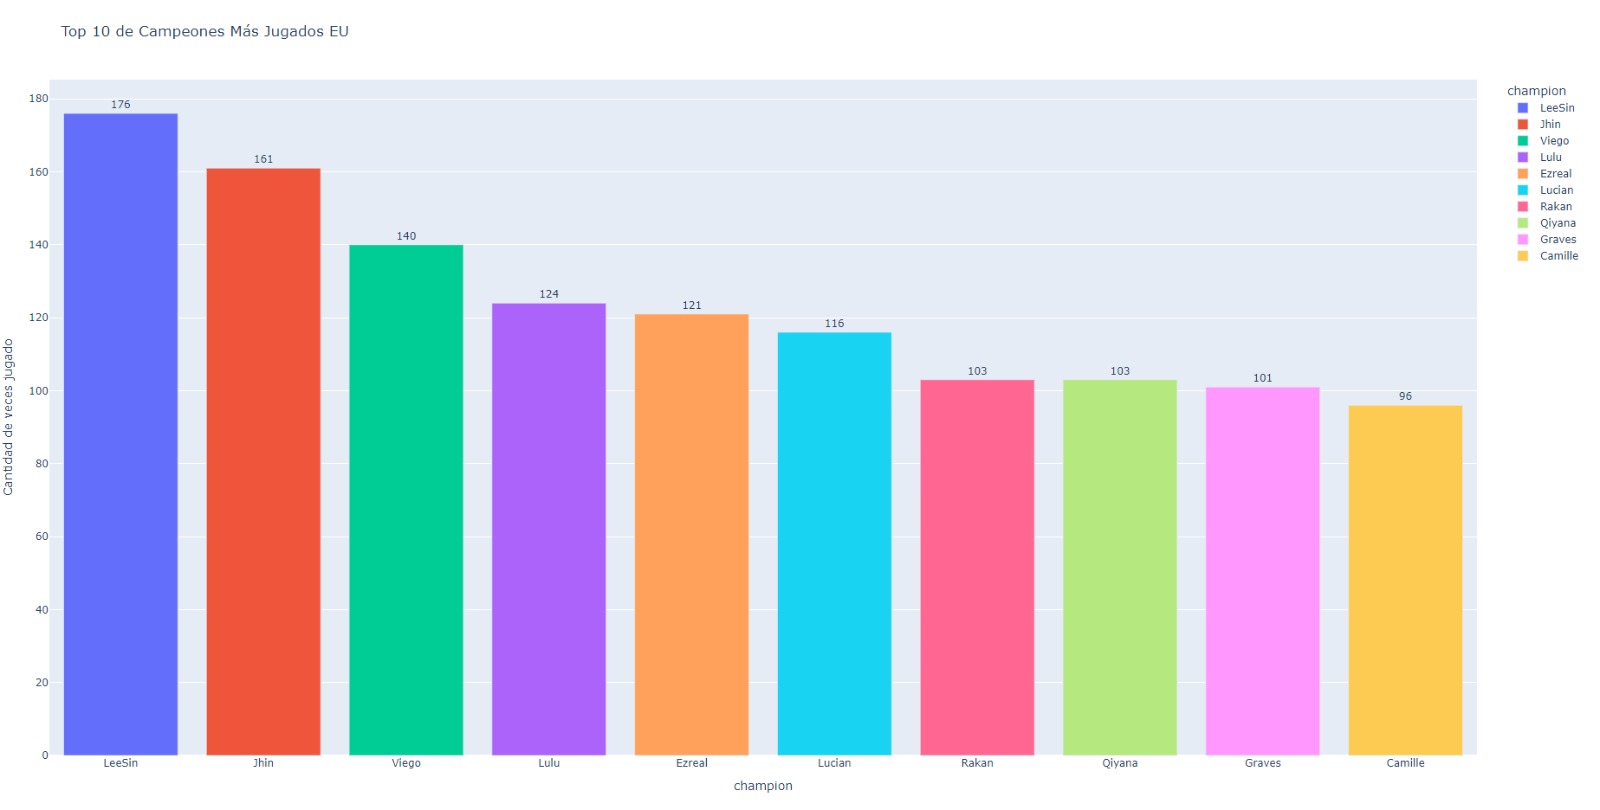 Top 10 de Campeones Más Jugados EU
Cantidad de veces jugado
180
160
140
120
100
80
60
40
20
0
176
161
140
124
121
116
103
103
101
96
LeeSin
Jhin
Viego
Lulu
Ezreal
Lucian
Rakan
Qiyana
Graves
Camille
champion
champion
LeeSin
Jhin
Viego
Lulu
Ezreal
Lucian
Rakan
Qiyana
Graves
Camille